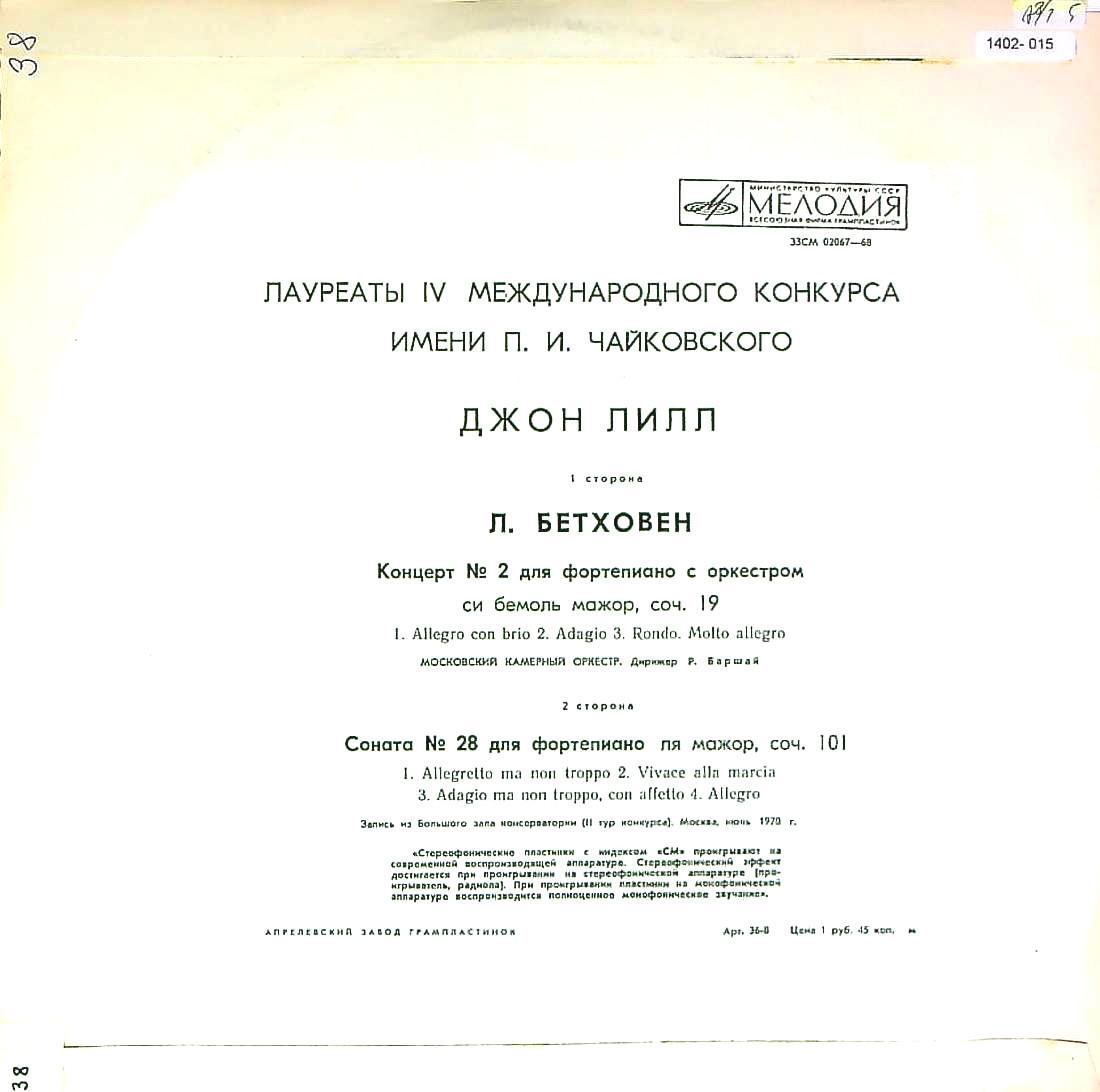 38
1402-015
МИНИСТЕРСТВО КУЛЬТУРЫ СССР
МЕЛОДИЯ
ВСЕСОЮЗНАЯ ФИРМА ГРАМПЛАСТИНОК
33СМ 02067—68
ЛАУРЕАТЫ IV МЕЖДУНАРОДНОГО КОНКУРСА
ИМЕНИ П. И. ЧАЙКОВСКОГО
ДЖОН ЛИЛЛ
1 сторона
Л. БЕТХОВЕН
Концерт № 2 для фортепиано с оркестром
си бемоль мажор, соч. 19
1. Allegro con brio 2. Adagio 3. Rondo. Molto allegro
МОСКОВСКИЙ КАМЕРНЫЙ ОРКЕСТР. Дирижер Р. Баршай
2 сторона
Соната № 28 для фортепиано ля мажор, соч. 101
1. Allegretto ma non troppo 2. Vivace alla marcia
3. Adagio ma non troppo, con affetto 4. Allegro
Запись из Большого зала консерватории (II тур конкурса). Москва, июнь 1970 г.
«Стереофонические пластинки с индексом «СМ» проигрывают на
современной воспроизводящей аппаратуре. Стереофонический эффект
достигается при проигрывании на стереофонической аппаратуре (про-
игрыватель, радиола). При проигрывании пластинки на монофонической
аппаратуре воспроизводится полноценное монофоническое звучание».
АПРЕЛЕВСКИЙ ЗАВОД ГРАМПЛАСТИНОК
Арт. 36-8 Цена 1 руб. 45 коп.
38